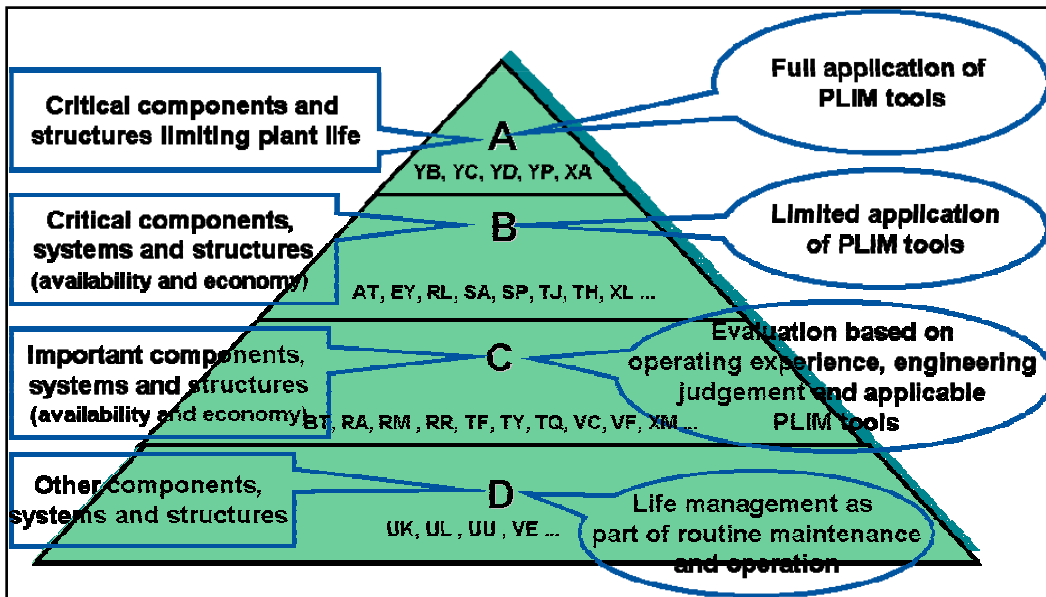 Critical components and
structures limiting plant life
A
YB, YC, YD, YP, XA
Full application of
PLIM tools
Critical components,
systems and structures
(availability and economy)
B
AT, EY, RL, SA, SP, TJ, TH, XL ...
Limited application
of PLIM tools
Important components,
systems and structures
(availability and economy)
C
BT, RA, RM , RR, TF, TY, TQ, VC, VF, XM ...
Evaluation based on
operating experience, engineering
judgement and applicable
PLIM tools
Other components,
systems and structures
D
UK, UL , UU , VE ...
Life management as
part of routine maintenance
and operation